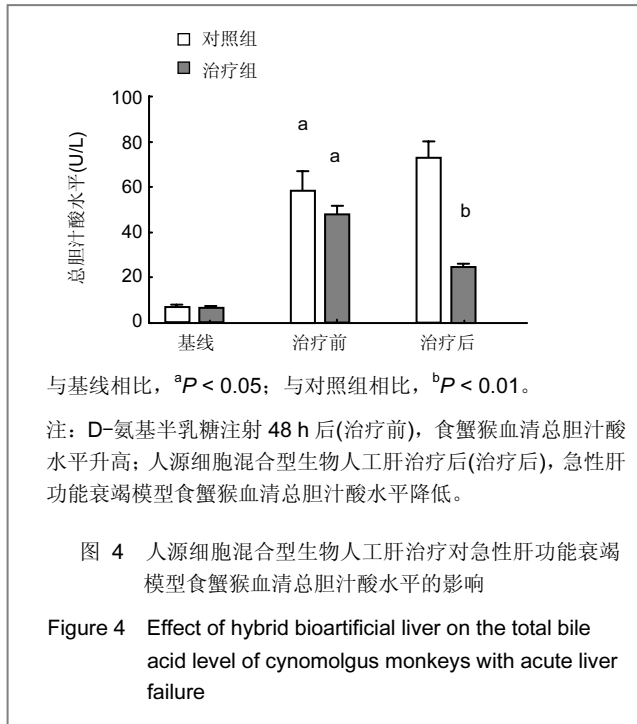 对照组
治疗组
总胆汁酸水平(U/L)
100
80
60
40
20
0
a
a
b
基线 治疗前 治疗后
与基线相比，ᵃP < 0.05；与对照组相比，ᵇP < 0.01。
注：D-氨基半乳糖注射 48 h 后(治疗前)，食蟹猴血清总胆汁酸
水平升高；人源细胞混合型生物人工肝治疗后(治疗后)，急性肝
功能衰竭模型食蟹猴血清总胆汁酸水平降低。
图 4 人源细胞混合型生物人工肝治疗对急性肝功能衰竭
模型食蟹猴血清总胆汁酸水平的影响
Figure 4 Effect of hybrid bioartificial liver on the total bile
acid level of cynomolgus monkeys with acute liver
failure